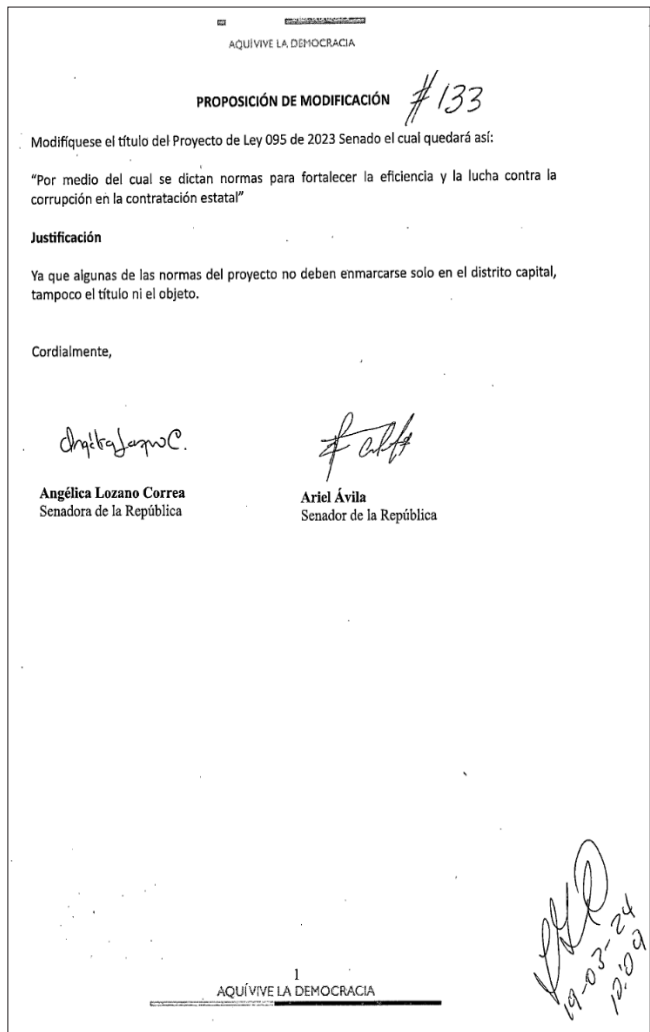 AQUÍ VIVE LA DEMOCRACIA
PROPOSICIÓN DE MODIFICACIÓN #133
Modifíquese el título del Proyecto de Ley 095 de 2023 Senado el cual quedará así:
“Por medio del cual se dictan normas para fortalecer la eficiencia y la lucha contra la
corrupción en la contratación estatal”
Justificación
Ya que algunas de las normas del proyecto no deben enmarcarse solo en el distrito capital,
tampoco el título ni el objeto.
Cordialmente,
Angélica Lozano Correa
Senadora de la República
Ariel Ávila
Senador de la República
19-03-24
1
AQUÍ VIVE LA DEMOCRACIA